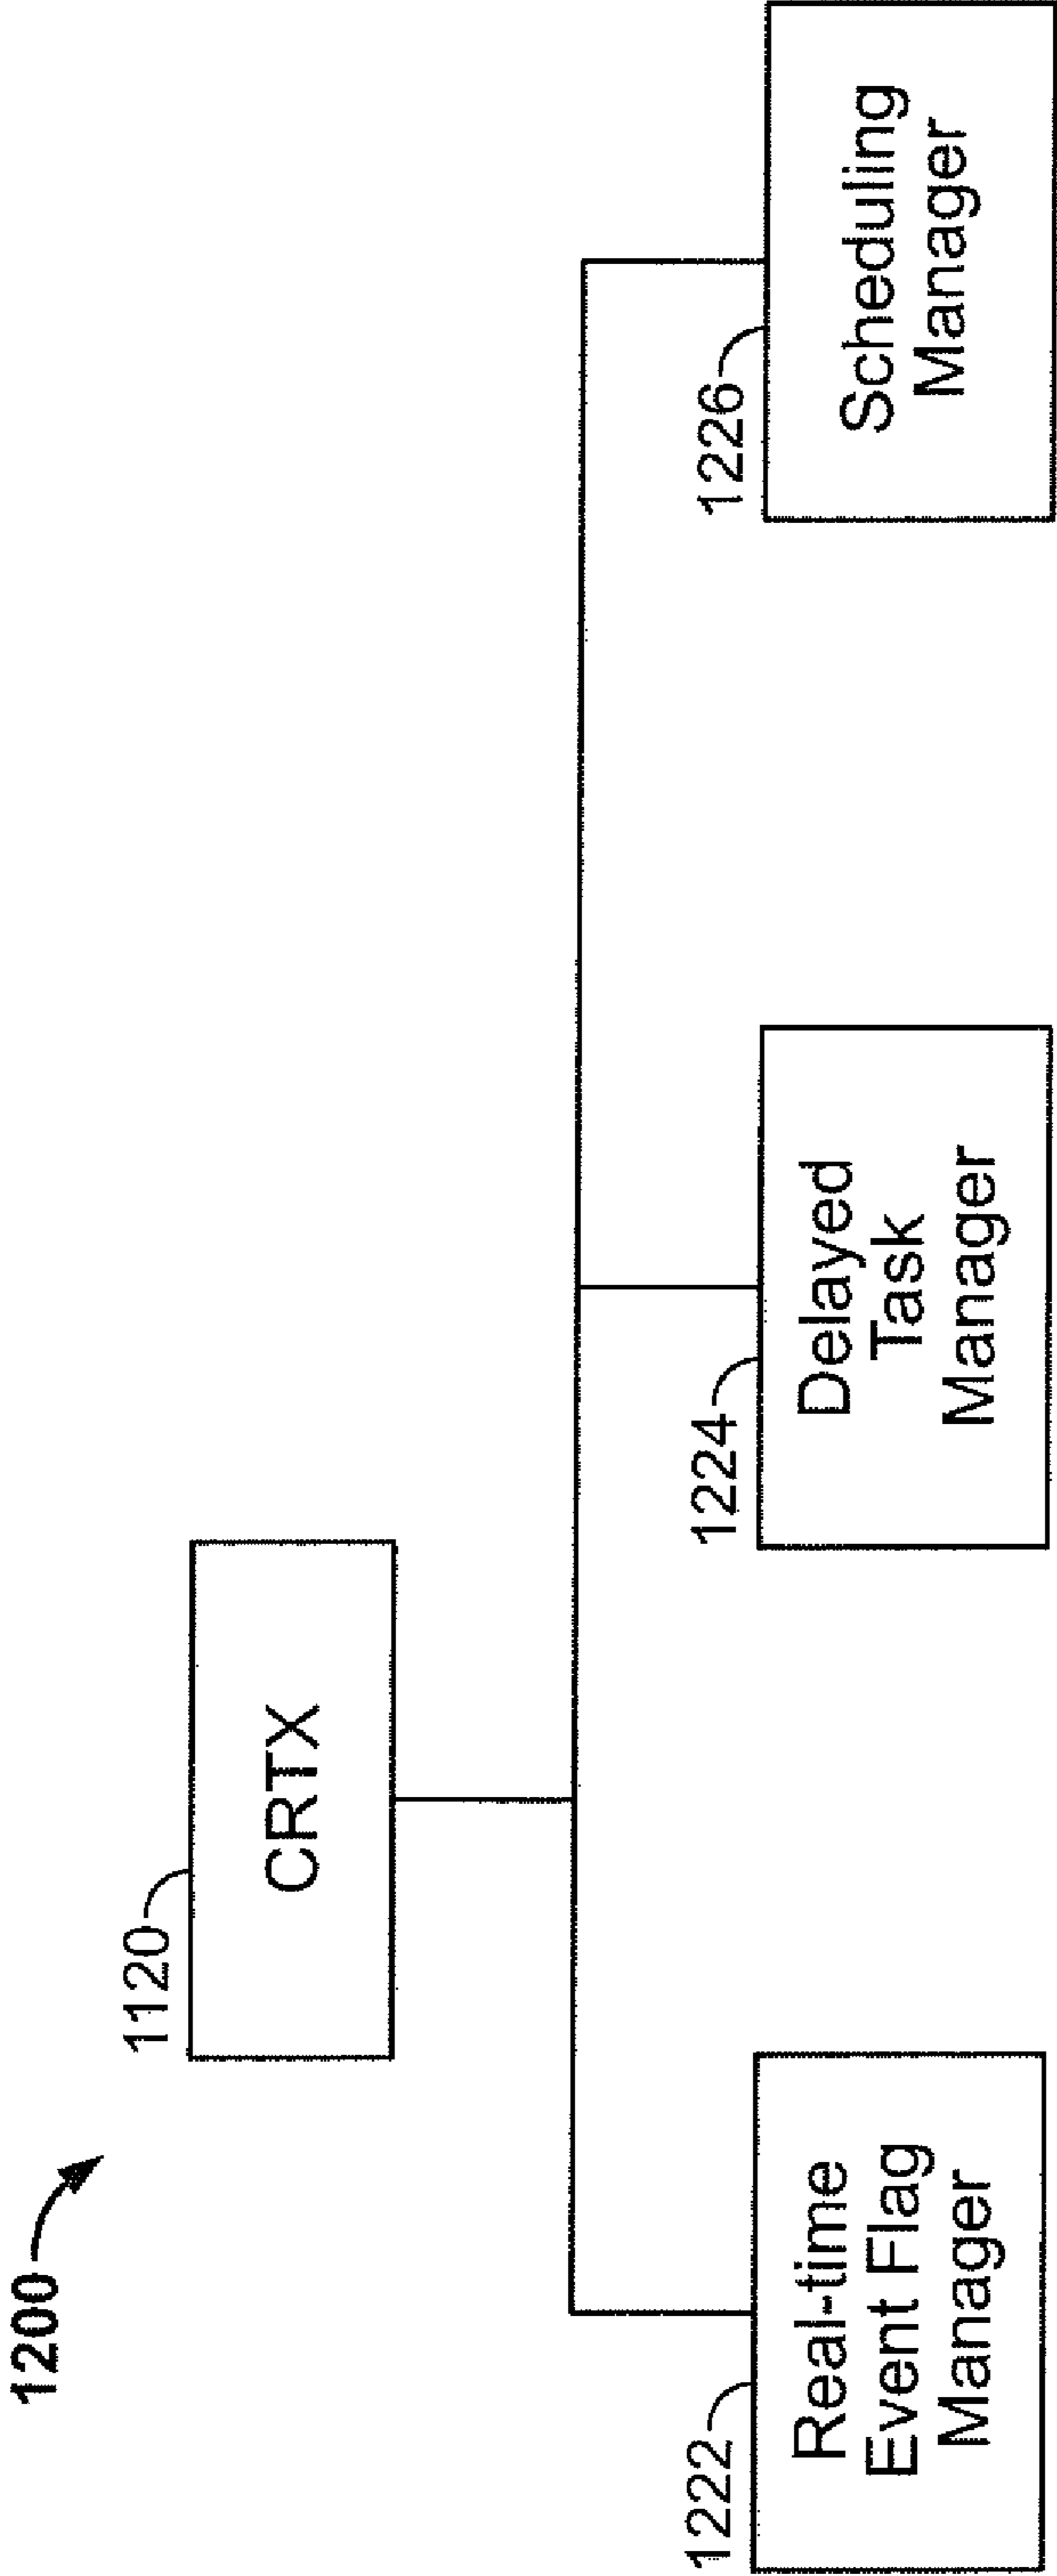 1200
1120
CRTX
1222
Real-time
Event Flag
Manager
1224
Delayed
Task
Manager
1226
Scheduling
Manager